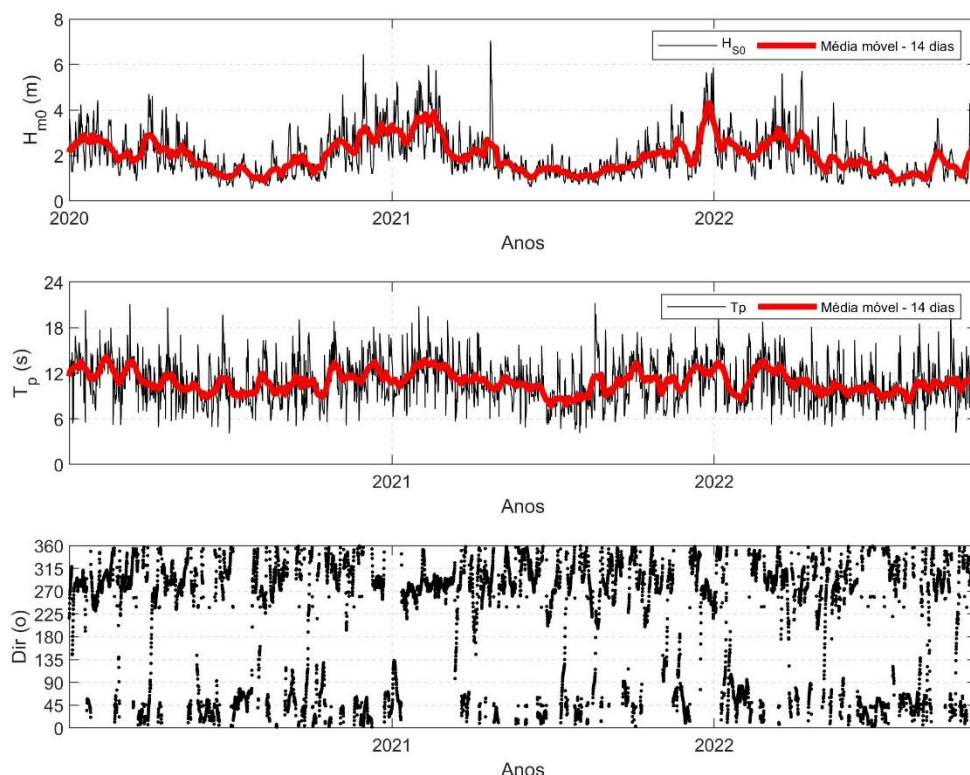 8
6
4
2
0
H_m0 (m)
H_S0
Média móvel - 14 dias
2020
2021
2022
Anos
24
18
12
6
0
T_p (s)
Tp
Média móvel - 14 dias
2021
2022
Anos
360
315
270
225
180
135
90
45
0
Dir (o)
2021
2022
Anos